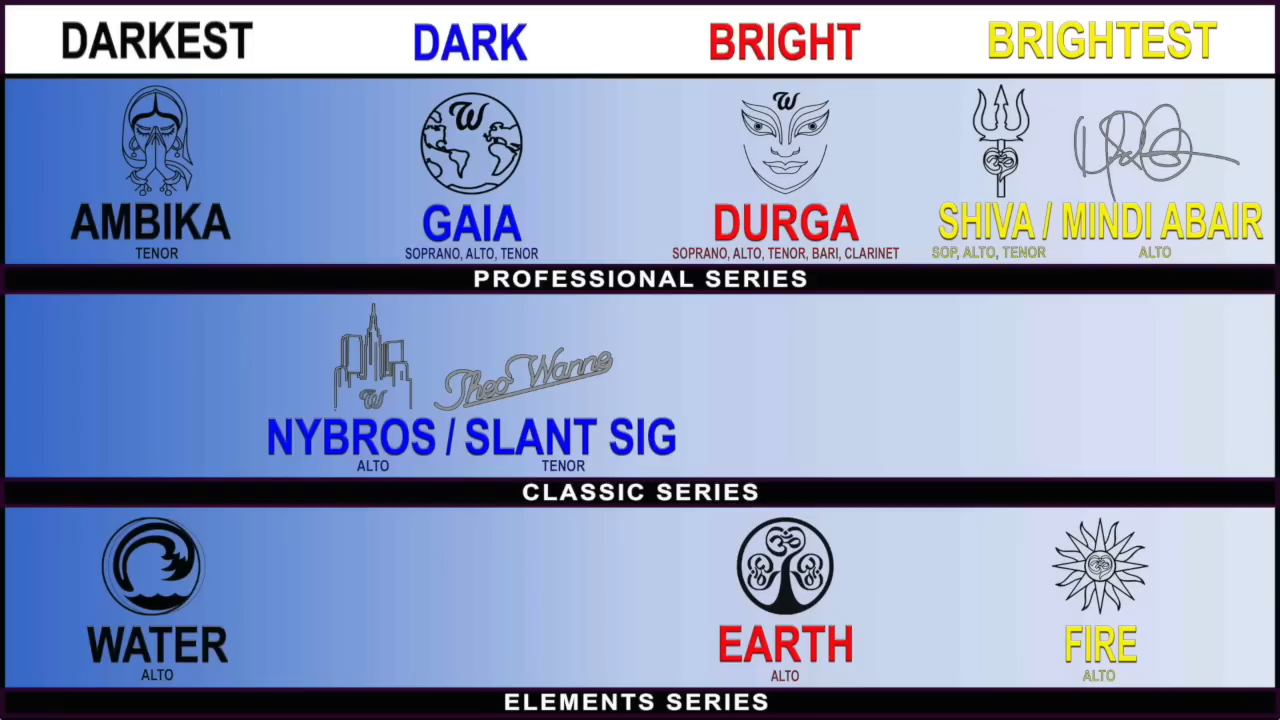 DARKEST DARK BRIGHT BRIGHTEST
W W
AMBIKA GAIA DURGA SHIVA / MINDI ABAIR
TENOR SOPRANO, ALTO, TENOR SOPRANO, ALTO, TENOR, BARI, CLARINET SOP, ALTO, TENOR ALTO
PROFESSIONAL SERIES
Theo Wanne
W
NYBROS / SLANT SIG
ALTO TENOR
CLASSIC SERIES
WATER EARTH FIRE
ALTO ALTO ALTO
ELEMENTS SERIES